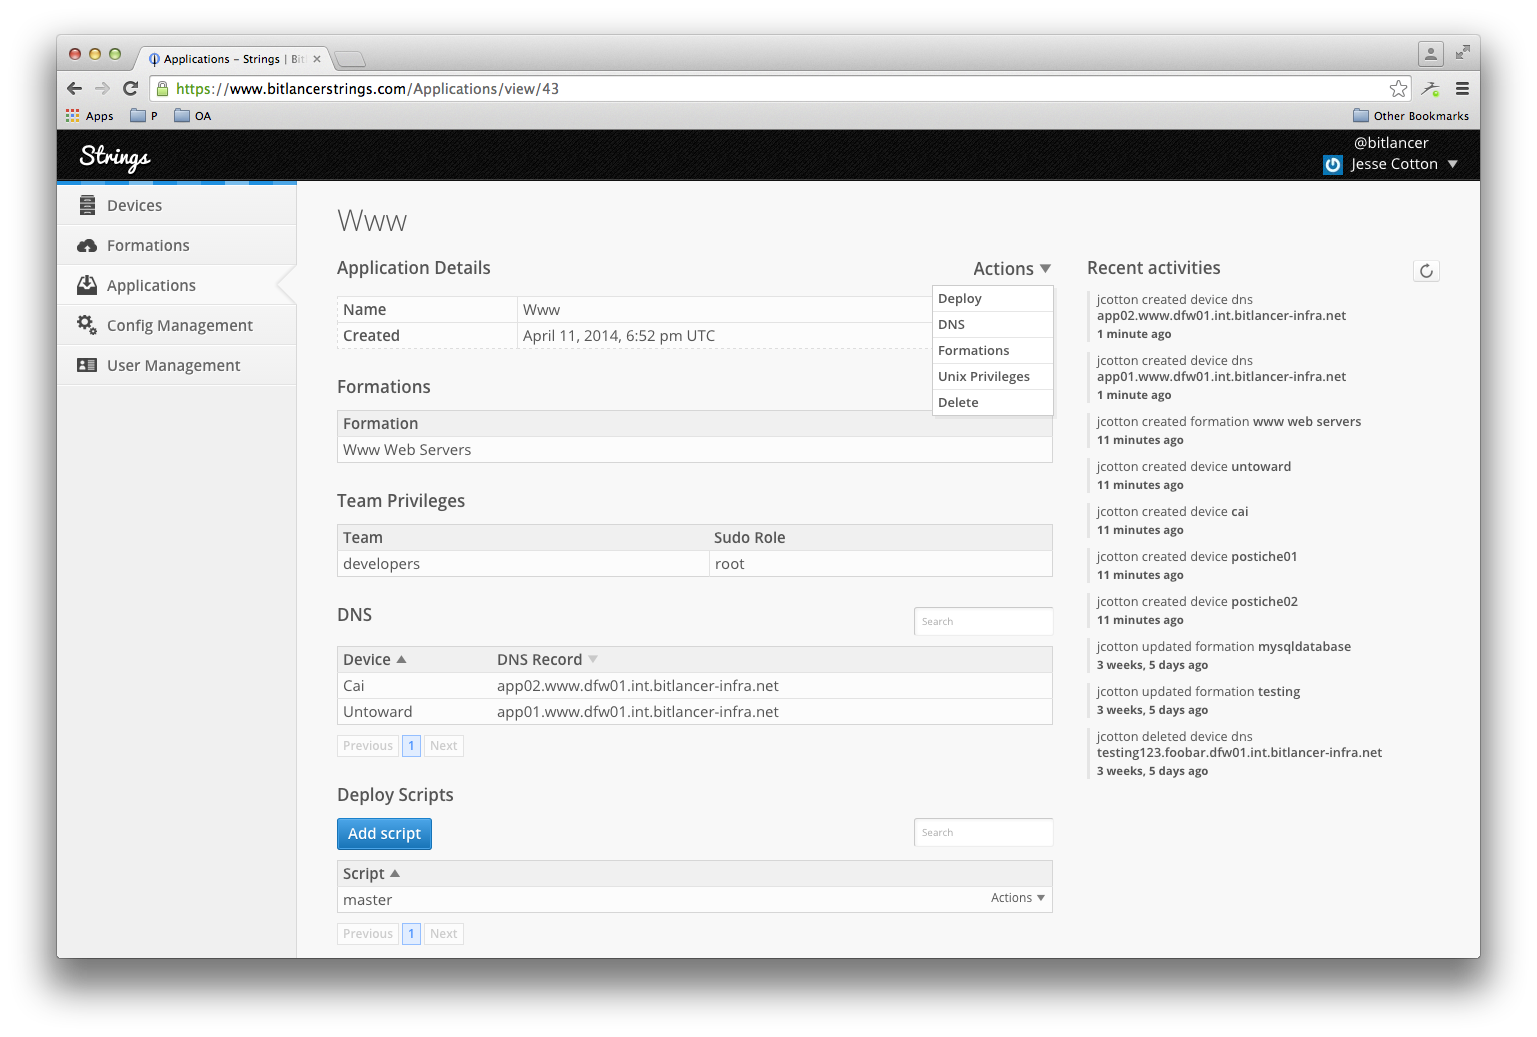 Applications – Strings | Bit
https://www.bitlancerstrings.com/Applications/view/43
Apps
P
OA
Other Bookmarks
Strings
@bitlancer
Jesse Cotton
Devices
Formations
Applications
Config Management
User Management
Www
Application Details
Actions
Name Www
Created April 11, 2014, 6:52 pm UTC
Deploy
DNS
Formations
Unix Privileges
Delete
Formations
Formation
Www Web Servers
Team Privileges
Team Sudo Role
developers root
DNS
Search
Device DNS Record
Cai app02.www.dfw01.int.bitlancer-infra.net
Untoward app01.www.dfw01.int.bitlancer-infra.net
Previous 1 Next
Deploy Scripts
Add script
Search
Script
master Actions
Previous 1 Next
Recent activities
jcotton created device dns
app02.www.dfw01.int.bitlancer-infra.net
1 minute ago
jcotton created device dns
app01.www.dfw01.int.bitlancer-infra.net
1 minute ago
jcotton created formation www web servers
11 minutes ago
jcotton created device untoward
11 minutes ago
jcotton created device cai
11 minutes ago
jcotton created device postiche01
11 minutes ago
jcotton created device postiche02
11 minutes ago
jcotton updated formation mysqldatabase
3 weeks, 5 days ago
jcotton updated formation testing
3 weeks, 5 days ago
jcotton deleted device dns
testing123.foobar.dfw01.int.bitlancer-infra.net
3 weeks, 5 days ago